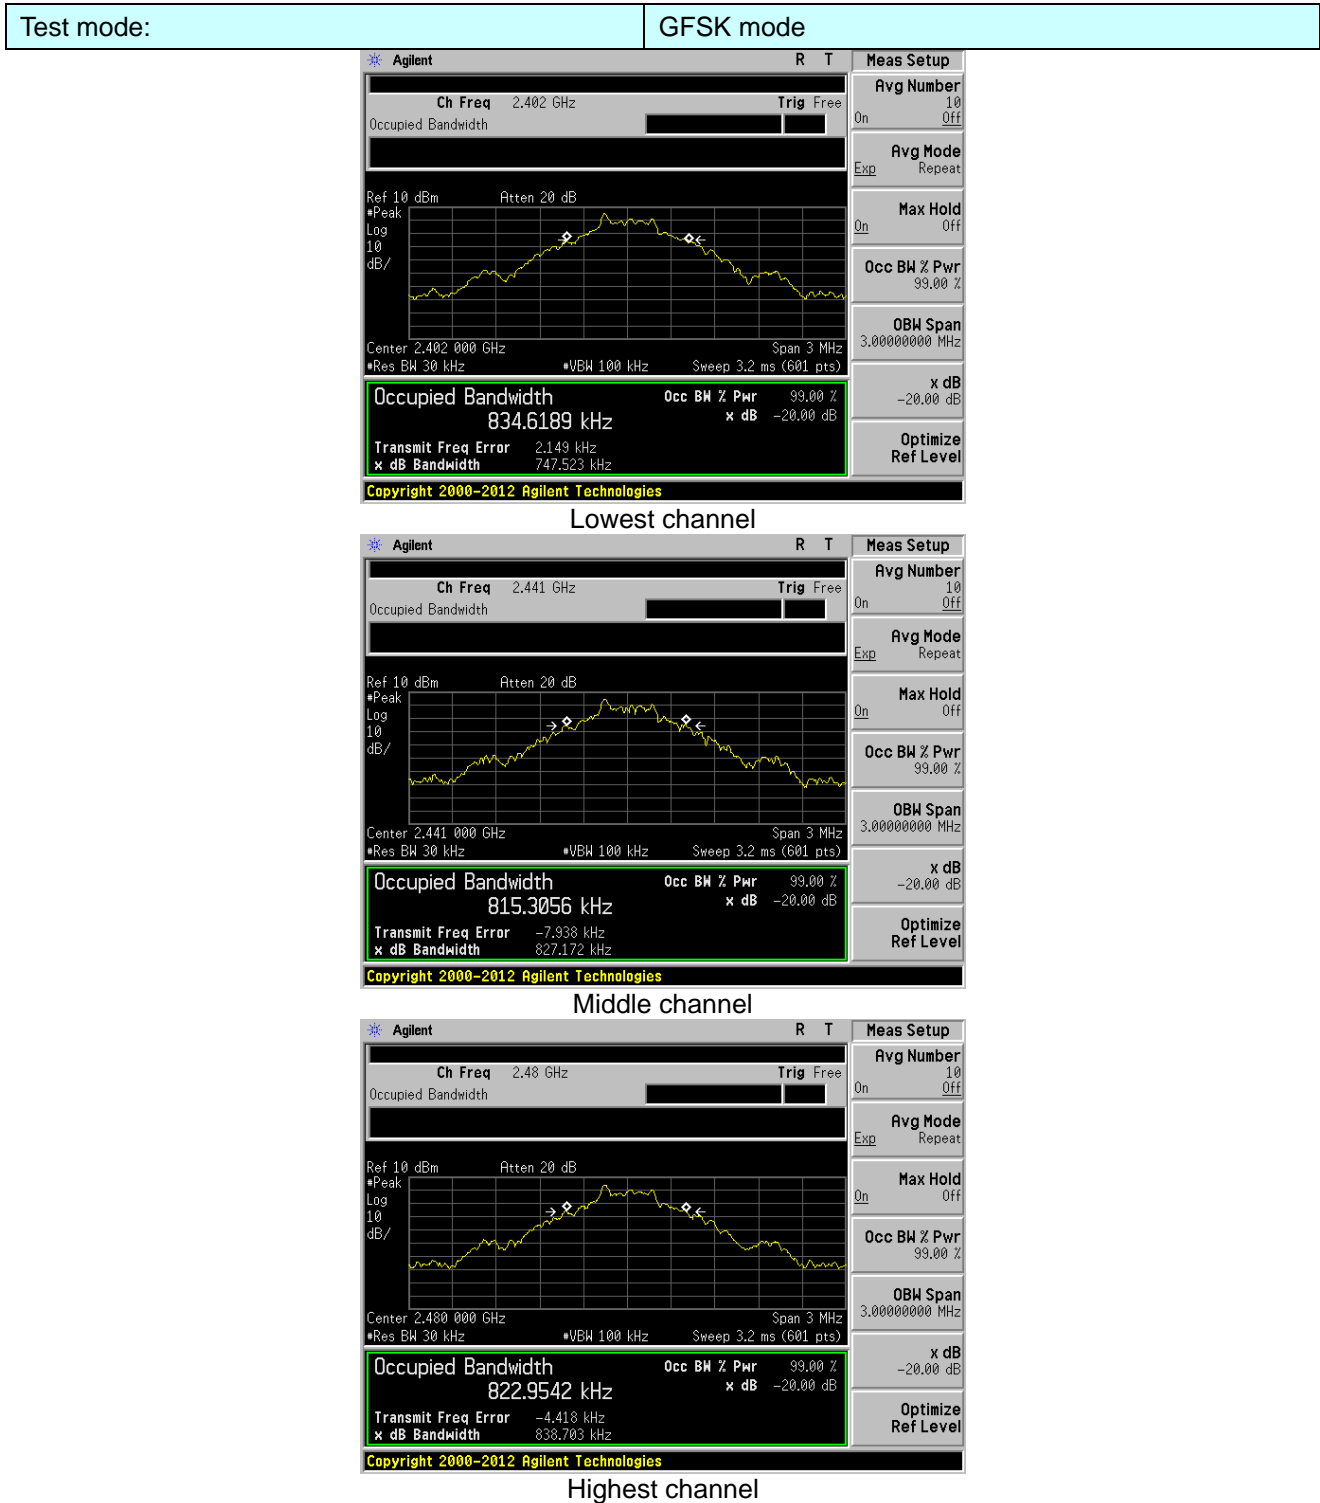 Test mode: GFSK mode
Agilent R T Meas Setup
Ch Freq 2.402 GHz Trig Free
Occupied Bandwidth
Avg Number
10
On Off
Avg Mode
Exp Repeat
Max Hold
On Off
Occ BW % Pwr
99.00 %
OBW Span
3.00000000 MHz
x dB
-20.00 dB
Optimize
Ref Level
Ref 10 dBm Atten 20 dB
#Peak
Log
10
dB/
Center 2.402 000 GHz Span 3 MHz
#Res BW 30 kHz #VBW 100 kHz Sweep 3.2 ms (601 pts)
Occupied Bandwidth Occ BW % Pwr 99.00 %
834.6189 kHz x dB -20.00 dB
Transmit Freq Error 2.149 kHz
x dB Bandwidth 747.523 kHz
Copyright 2000-2012 Agilent Technologies
Lowest channel
Agilent R T Meas Setup
Ch Freq 2.441 GHz Trig Free
Occupied Bandwidth
Avg Number
10
On Off
Avg Mode
Exp Repeat
Max Hold
On Off
Occ BW % Pwr
99.00 %
OBW Span
3.00000000 MHz
x dB
-20.00 dB
Optimize
Ref Level
Ref 10 dBm Atten 20 dB
#Peak
Log
10
dB/
Center 2.441 000 GHz Span 3 MHz
#Res BW 30 kHz #VBW 100 kHz Sweep 3.2 ms (601 pts)
Occupied Bandwidth Occ BW % Pwr 99.00 %
815.3056 kHz x dB -20.00 dB
Transmit Freq Error -7.938 kHz
x dB Bandwidth 827.172 kHz
Copyright 2000-2012 Agilent Technologies
Middle channel
Agilent R T Meas Setup
Ch Freq 2.48 GHz Trig Free
Occupied Bandwidth
Avg Number
10
On Off
Avg Mode
Exp Repeat
Max Hold
On Off
Occ BW % Pwr
99.00 %
OBW Span
3.00000000 MHz
x dB
-20.00 dB
Optimize
Ref Level
Ref 10 dBm Atten 20 dB
#Peak
Log
10
dB/
Center 2.480 000 GHz Span 3 MHz
#Res BW 30 kHz #VBW 100 kHz Sweep 3.2 ms (601 pts)
Occupied Bandwidth Occ BW % Pwr 99.00 %
822.9542 kHz x dB -20.00 dB
Transmit Freq Error -4.418 kHz
x dB Bandwidth 838.703 kHz
Copyright 2000-2012 Agilent Technologies
Highest channel